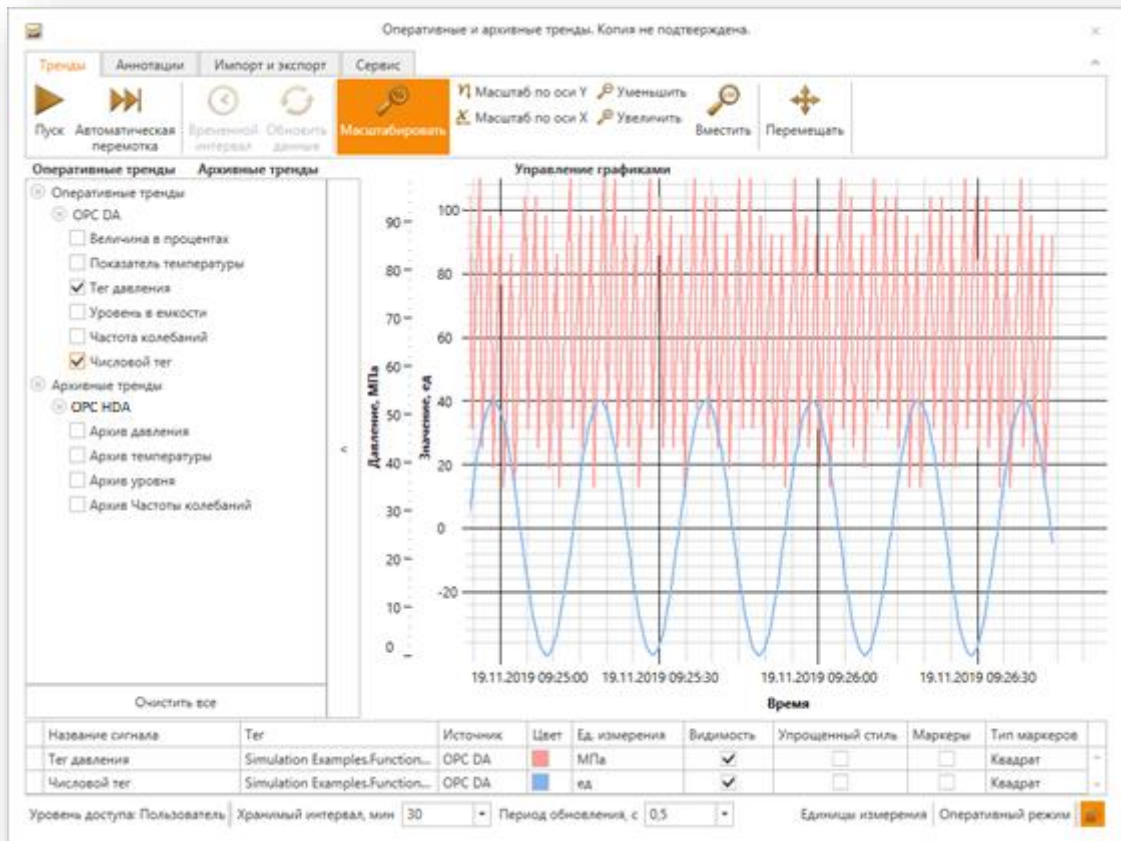 Оперативные и архивные тренды. Копия не подтверждена.
Тренды Аннотации Импорт и экспорт Сервис
Пуск Автоматическая перемотка Временной интервал Обновить данные Масштабировать Масштаб по оси Y Уменьшить
Масштаб по оси X Увеличить Вместить Перемещать
Оперативные тренды Архивные тренды Управление графиками
Оперативные тренды
OPC DA
Величина в процентах
Показатель температуры
Тег давления
Уровень в емкости
Частота колебаний
Числовой тег
Архивные тренды
OPC HDA
Архив давления
Архив температуры
Архив уровня
Архив Частоты колебаний
Очистить все
<
Давление, МПа
90
80
70
60
50
40
30
20
10
0
Значение, ед
100
80
60
40
20
0
-20
19.11.2019 09:25:00 19.11.2019 09:25:30 19.11.2019 09:26:00 19.11.2019 09:26:30
Время
Название сигнала Тег Источник Цвет Ед. измерения Видимость Упрощенный стиль Маркеры Тип маркеров
Тег давления Simulation Examples.Function... OPC DA МПа Квадрат
Числовой тег Simulation Examples.Function... OPC DA ед Квадрат
Уровень доступа: Пользователь Хранимый интервал, мин 30 Период обновления, с 0,5 Единицы измерения Оперативный режим